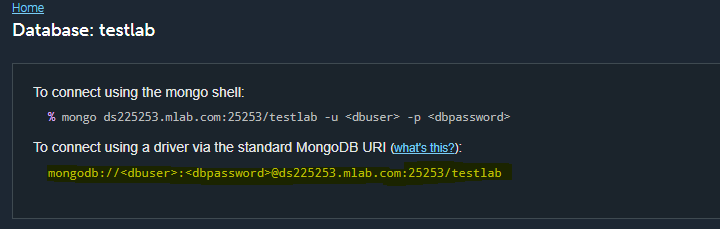 Home
Database: testlab
To connect using the mongo shell:
% mongo ds225253.mlab.com:25253/testlab -u <dbuser> -p <dbpassword>
To connect using a driver via the standard MongoDB URI (what's this?):
mongodb://<dbuser>:<dbpassword>@ds225253.mlab.com:25253/testlab